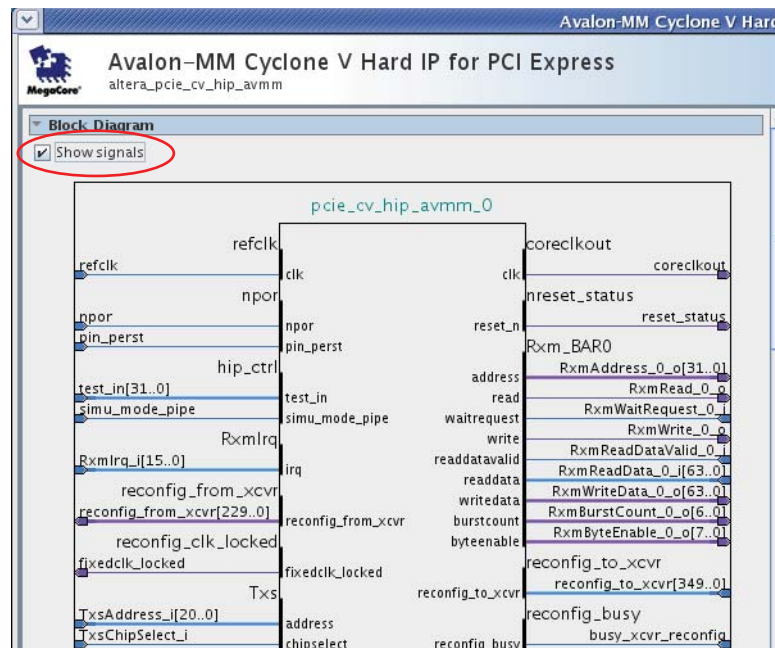 Avalon-MM Cyclone V Hard
Avalon-MM Cyclone V Hard IP for PCI Express
altera_pcie_cv_hip_avmm
MegaCore®
Block Diagram
Show signals
pcie_cv_hip_avmm_0
refclk coreclkout
refclk clk clk coreclkout
npor nreset_status
npor npor reset_n reset_status
pin_perst pin_perst Rxm_BAR0
hip_ctrl address RxmAddress_0_o[31..0]
test_in[31..0] test_in read RxmRead_0_o
simu_mode_pipe simu_mode_pipe waitrequest RxmWaitRequest_0_i
RxmIrq write RxmWrite_0_o
RxmIrq_i[15..0] irq readdatavalid RxmReadDataValid_0_i
reconfig_from_xcvr readdata RxmReadData_0_i[63..0]
reconfig_from_xcvr[229..0] reconfig_from_xcvr writedata RxmWriteData_0_o[63..0]
burstcount RxmBurstCount_0_o[6..0]
reconfig_clk_locked byteenable RxmByteEnable_0_o[7..0]
fixedclk_locked fixedclk_locked reconfig_to_xcvr
Txs reconfig_to_xcvr reconfig_to_xcvr[349..0]
TxsAddress_i[20..0] address reconfig_busy
TxsChipSelect_i chipselect reconfig_busy busy_xcvr_reconfig